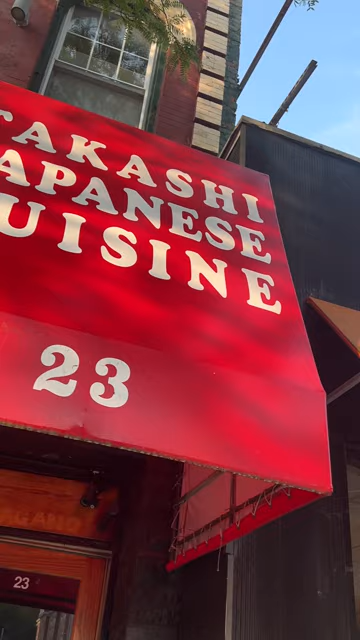 TAKASHI
APANESE
UISINE
23
23